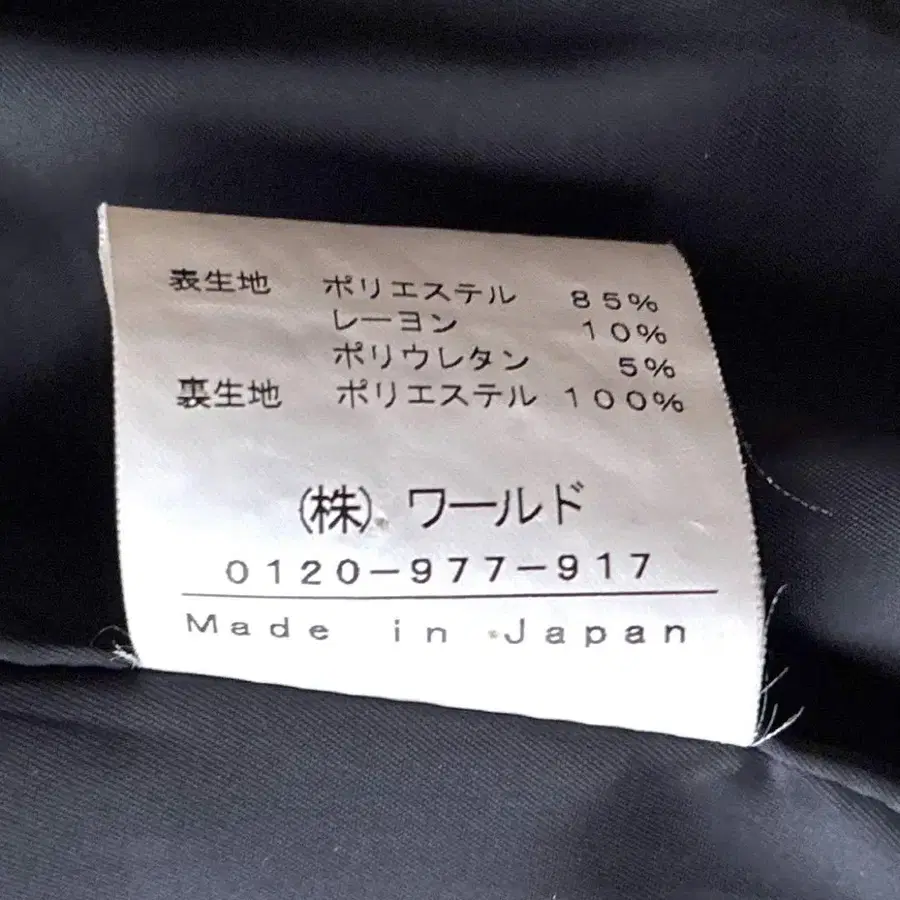 表生地 ポリエステル 85%
レーヨン 10%
ポリウレタン 5%
裏生地 ポリエステル 100%
(株)ワールド
0120-977-917
Made in Japan